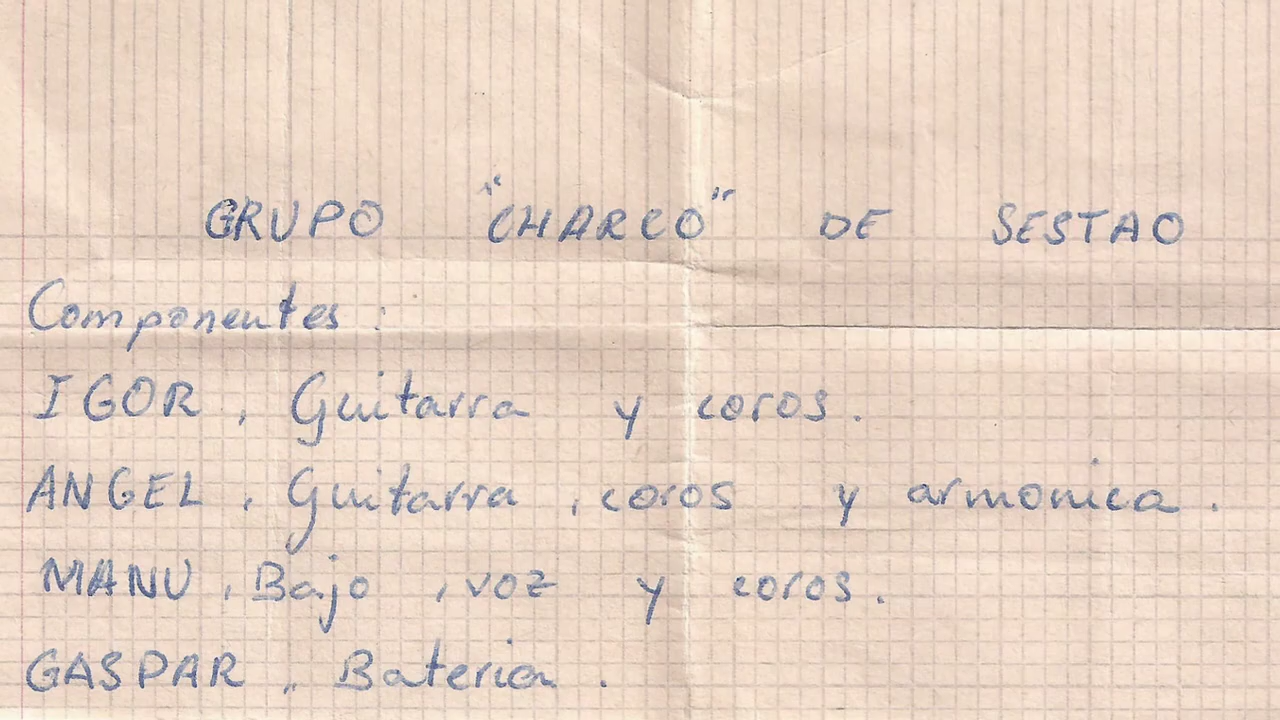 GRUPO "CHARCO" DE SESTAO
Componentes:
IGOR, Guitarra y coros.
ANGEL, Guitarra, coros y armonica.
MANU, Bajo, voz y coros.
GASPAR, Bateria.